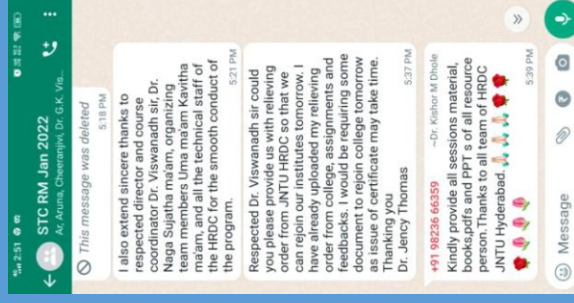 2:51
STC RM Jan 2022
Ar, Aruna, Cheeranjivi, Dr. G.K. Vis...
This message was deleted
5:18 PM
I also extend sincere thanks to
respected director and course
coordinator Dr. Viswanadh sir, Dr.
Naga Sujatha ma'am, organizing
team members Uma ma'am Kavitha
ma'am, and all the technical staff of
the HRDC for the smooth conduct of
the program.
5:21 PM
Respected Dr. Viswanadh sir could
you please provide us with relieving
order from JNTU HRDC so that we
can rejoin our institutes tomorrow. I
have already uploaded my relieving
order from college, assignments and
feedbacks. I would be requiring some
document to rejoin college tomorrow
as issue of certificate may take time.
Thanking you
Dr. Jency Thomas
5:37 PM
+91 98236 66359 ~Dr. Kishor M Dhole
Kindly provide all sessions material,
books,pdfs and PPT s of all resource
person.Thanks to all team of HRDC
JNTU Hyderabad.
5:39 PM
Message